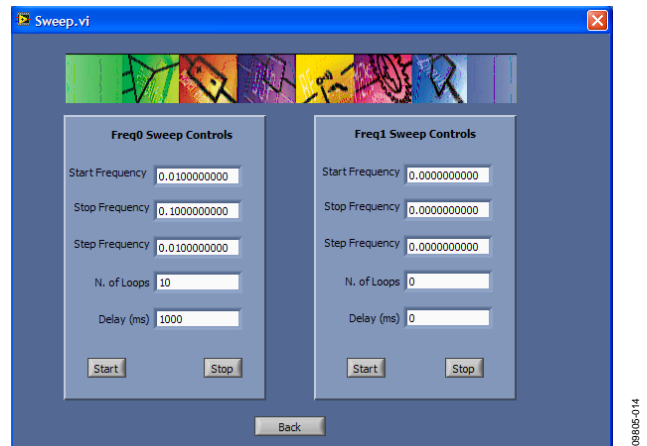 Sweep.vi
Freq0 Sweep Controls
Start Frequency 0.0100000000
Stop Frequency 0.1000000000
Step Frequency 0.0100000000
N. of Loops 10
Delay (ms) 1000
Start Stop
Freq1 Sweep Controls
Start Frequency 0.0000000000
Stop Frequency 0.0000000000
Step Frequency 0.0000000000
N. of Loops 0
Delay (ms) 0
Start Stop
Back
09805-014